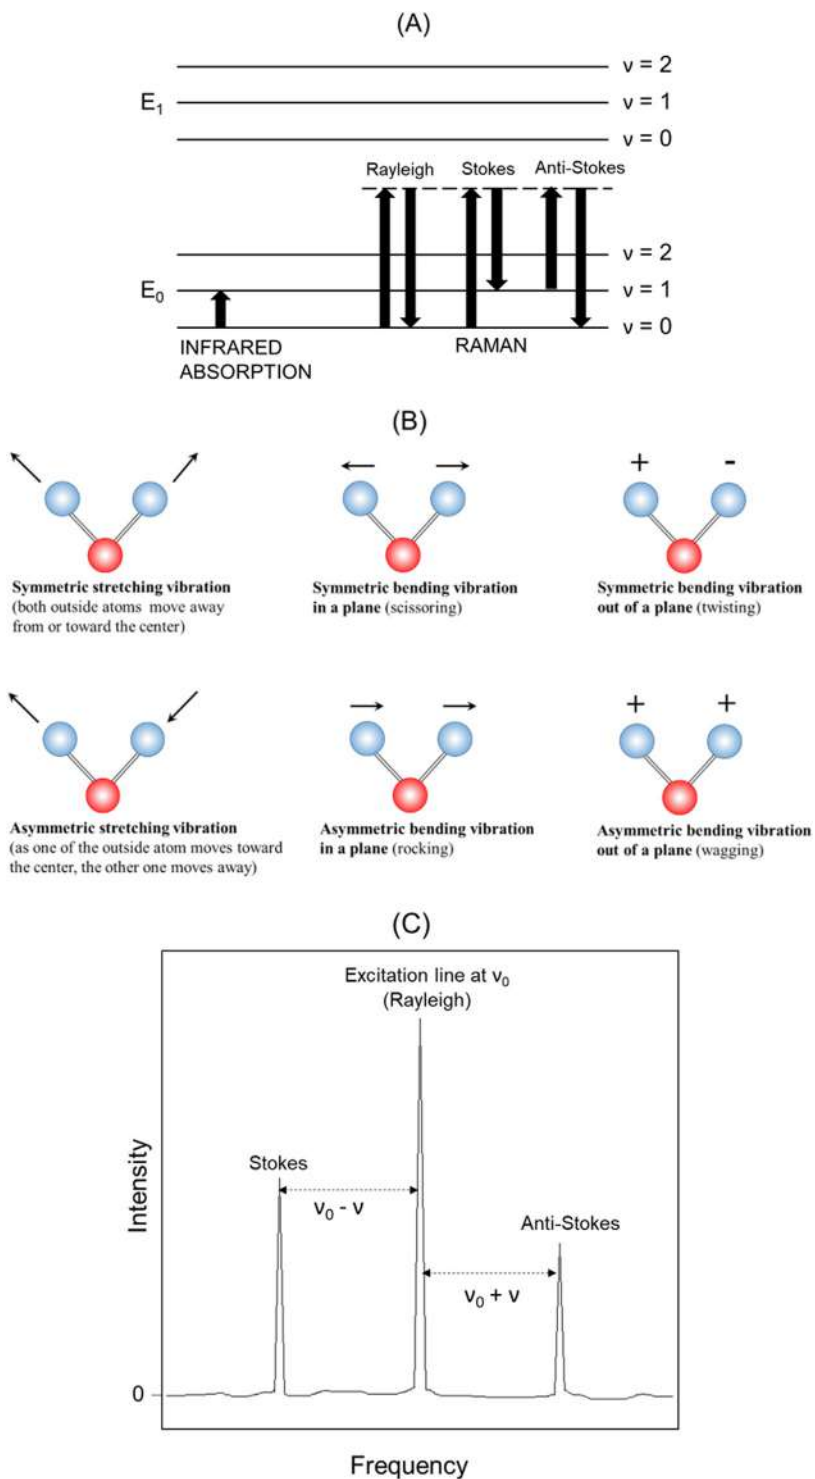 (A)
ν = 2
E₁
ν = 1
ν = 0
Rayleigh Stokes Anti-Stokes
ν = 2
E₀
ν = 1
ν = 0
INFRARED
ABSORPTION
RAMAN
(B)
Symmetric stretching vibration
(both outside atoms move away
from or toward the center)
Symmetric bending vibration
in a plane (scissoring)
+ -
Symmetric bending vibration
out of a plane (twisting)
Asymmetric stretching vibration
(as one of the outside atom moves toward
the center, the other one moves away)
Asymmetric bending vibration
in a plane (rocking)
+ +
Asymmetric bending vibration
out of a plane (wagging)
(C)
Excitation line at ν₀
(Rayleigh)
Stokes
ν₀ - ν
Anti-Stokes
ν₀ + ν
Intensity
0
Frequency